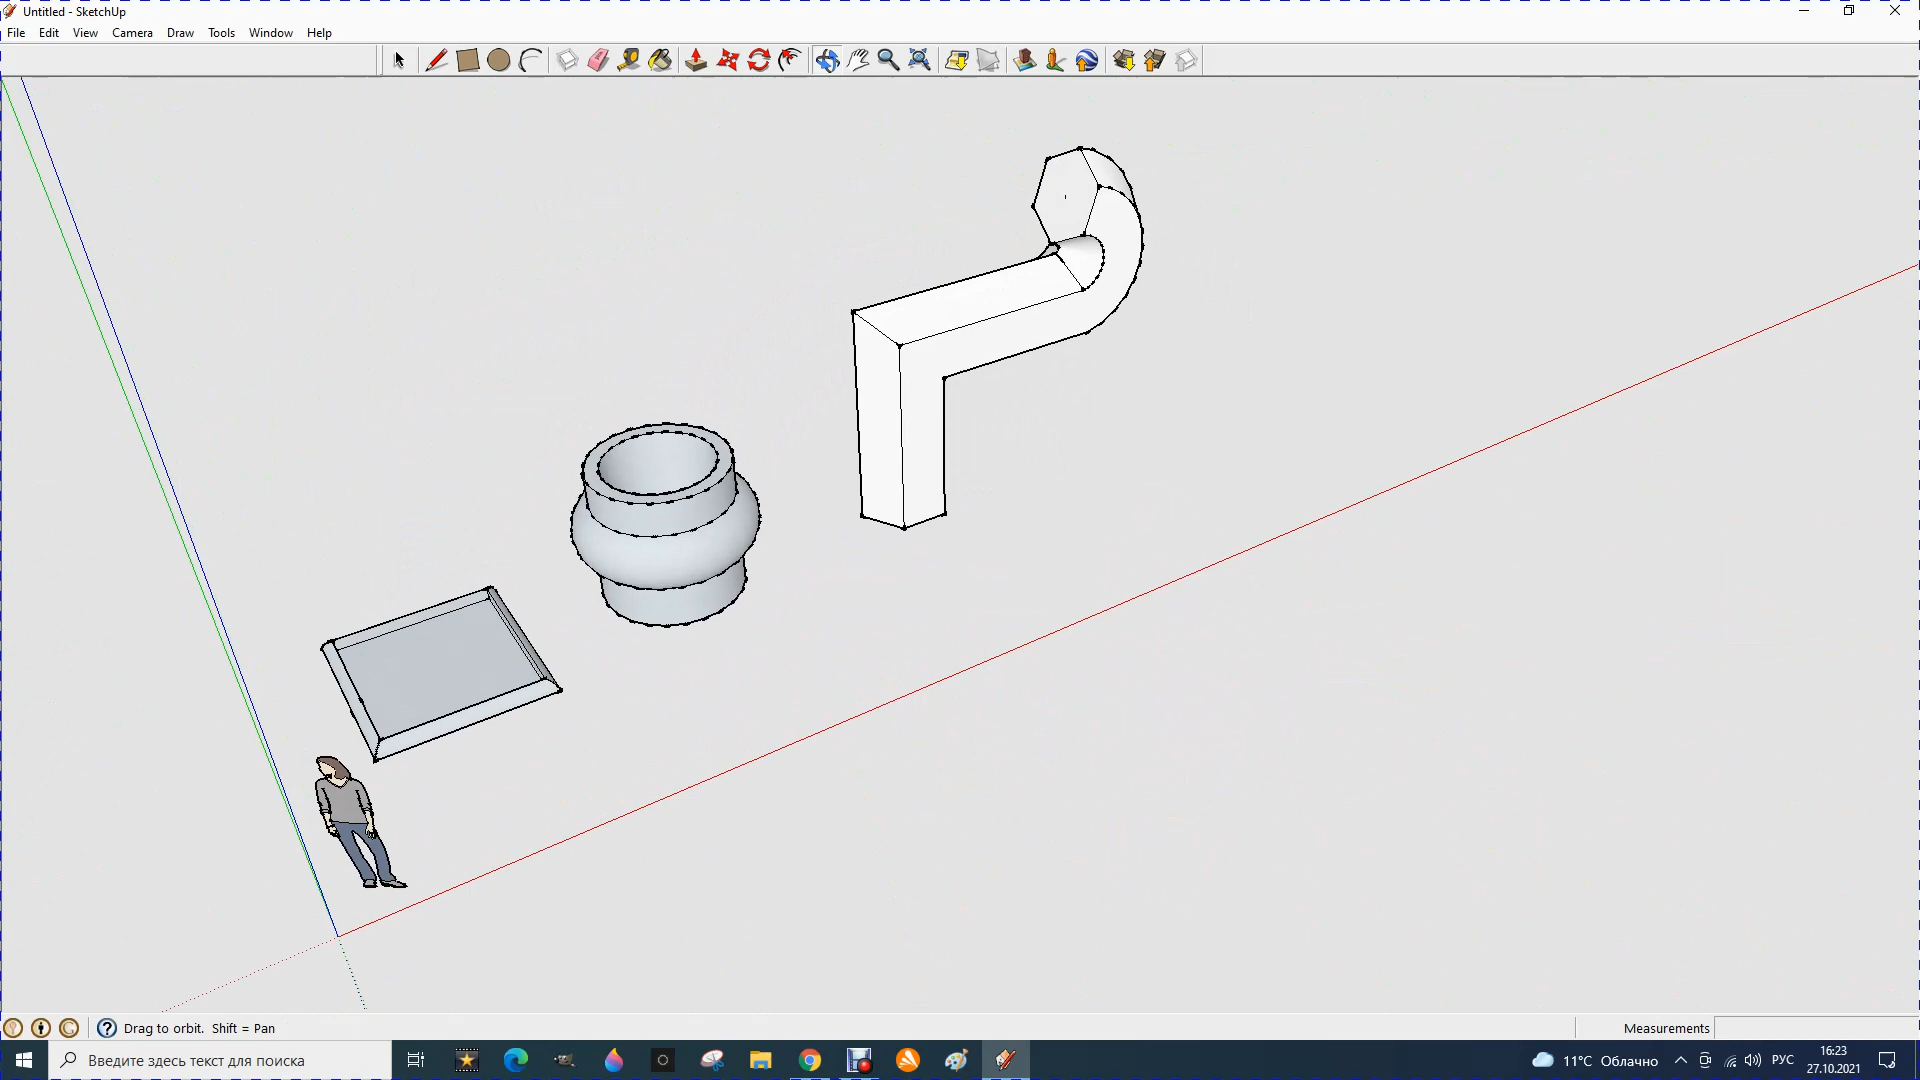 Untitled - SketchUp
File Edit View Camera Draw Tools Window Help
Drag to orbit. Shift = Pan
Measurements
Введите здесь текст для поиска
11°C Облачно
РУС
16:23
27.10.2021